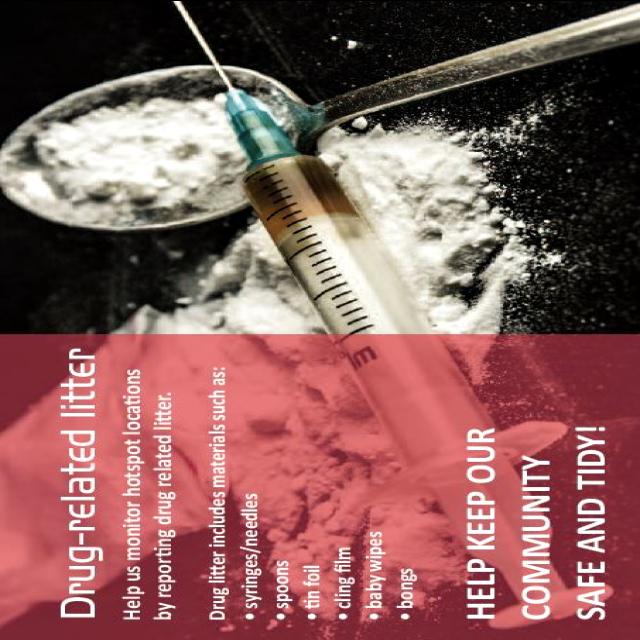 Drug-related litter
Help us monitor hotspot locations
by reporting drug related litter.
Drug litter includes materials such as:
• syringes/needles
• spoons
• tin foil
• cling film
• baby wipes
• bongs
HELP KEEP OUR
COMMUNITY
SAFE AND TIDY!